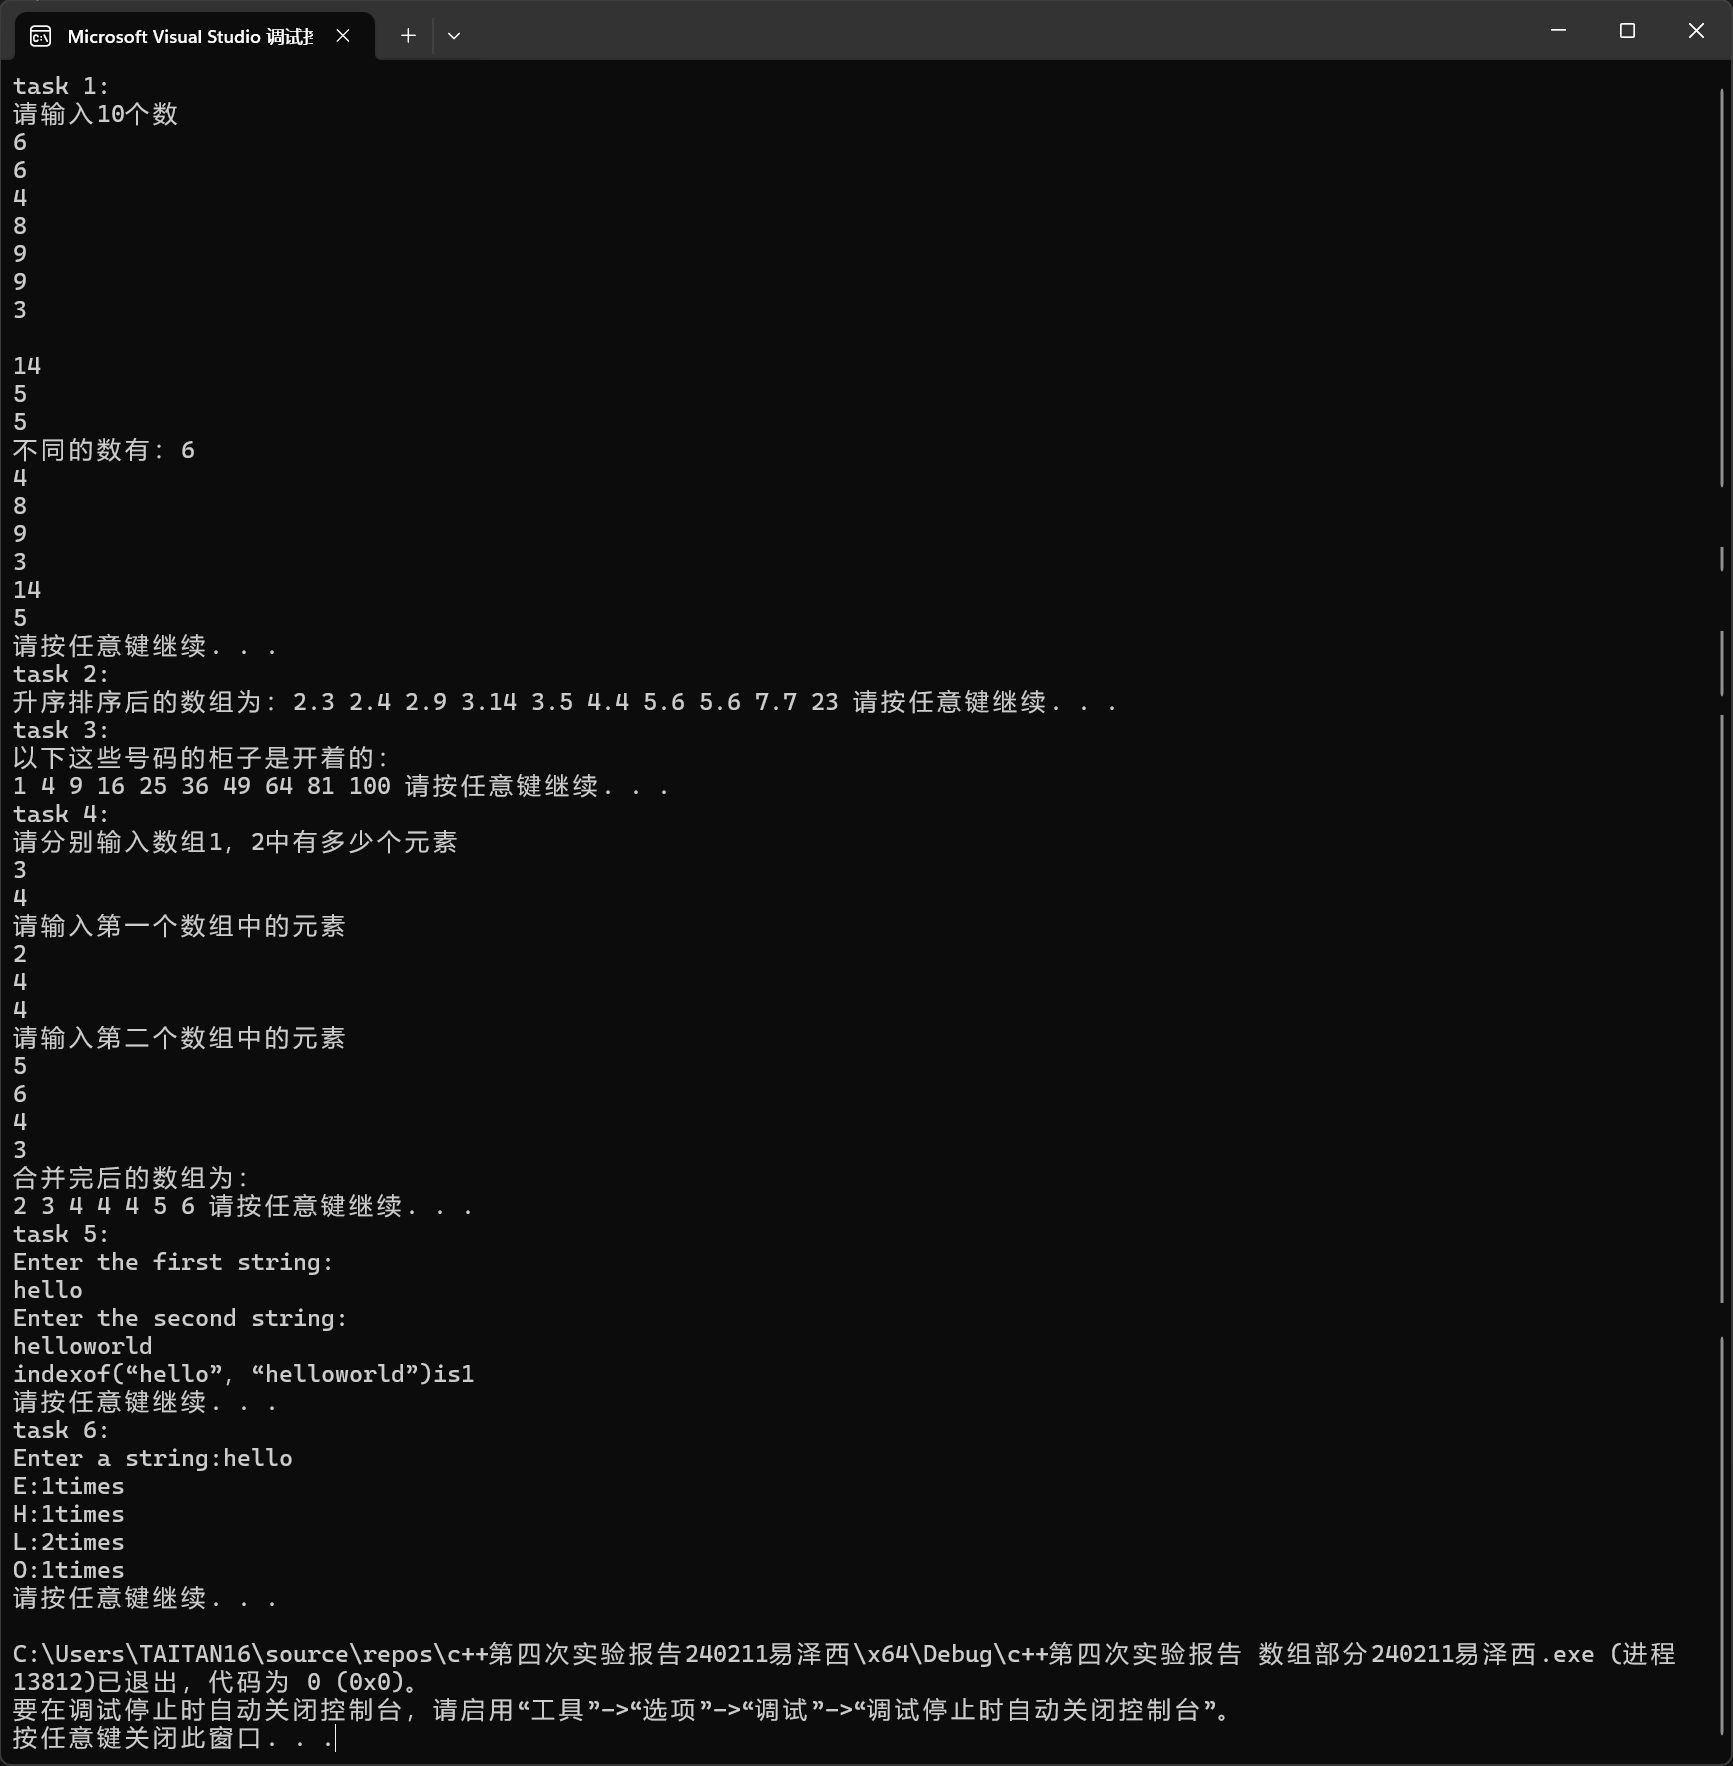 Microsoft Visual Studio 调试
task 1:
请输入10个数
6
6
4
8
9
9
3
14
5
5
不同的数有：6
4
8
9
3
14
5
请按任意键继续. . .
task 2:
升序排序后的数组为：2.3 2.4 2.9 3.14 3.5 4.4 5.6 5.6 7.7 23 请按任意键继续. . .
task 3:
以下这些号码的柜子是开着的：
1 4 9 16 25 36 49 64 81 100 请按任意键继续. . .
task 4:
请分别输入数组1，2中有多少个元素
3
4
请输入第一个数组中的元素
2
4
4
请输入第二个数组中的元素
5
6
4
3
合并完后的数组为：
2 3 4 4 4 5 6 请按任意键继续. . .
task 5:
Enter the first string:
hello
Enter the second string:
helloworld
indexof(“hello”, “helloworld”)is1
请按任意键继续. . .
task 6:
Enter a string:hello
E:1times
H:1times
L:2times
O:1times
请按任意键继续. . .
C:\Users\TAITAN16\source\repos\c++第四次实验报告240211易泽西\x64\Debug\c++第四次实验报告 数组部分240211易泽西.exe (进程
13812)已退出，代码为 0 (0x0)。
要在调试停止时自动关闭控制台，请启用“工具”->“选项”->“调试”->“调试停止时自动关闭控制台”。
按任意键关闭此窗口. . .